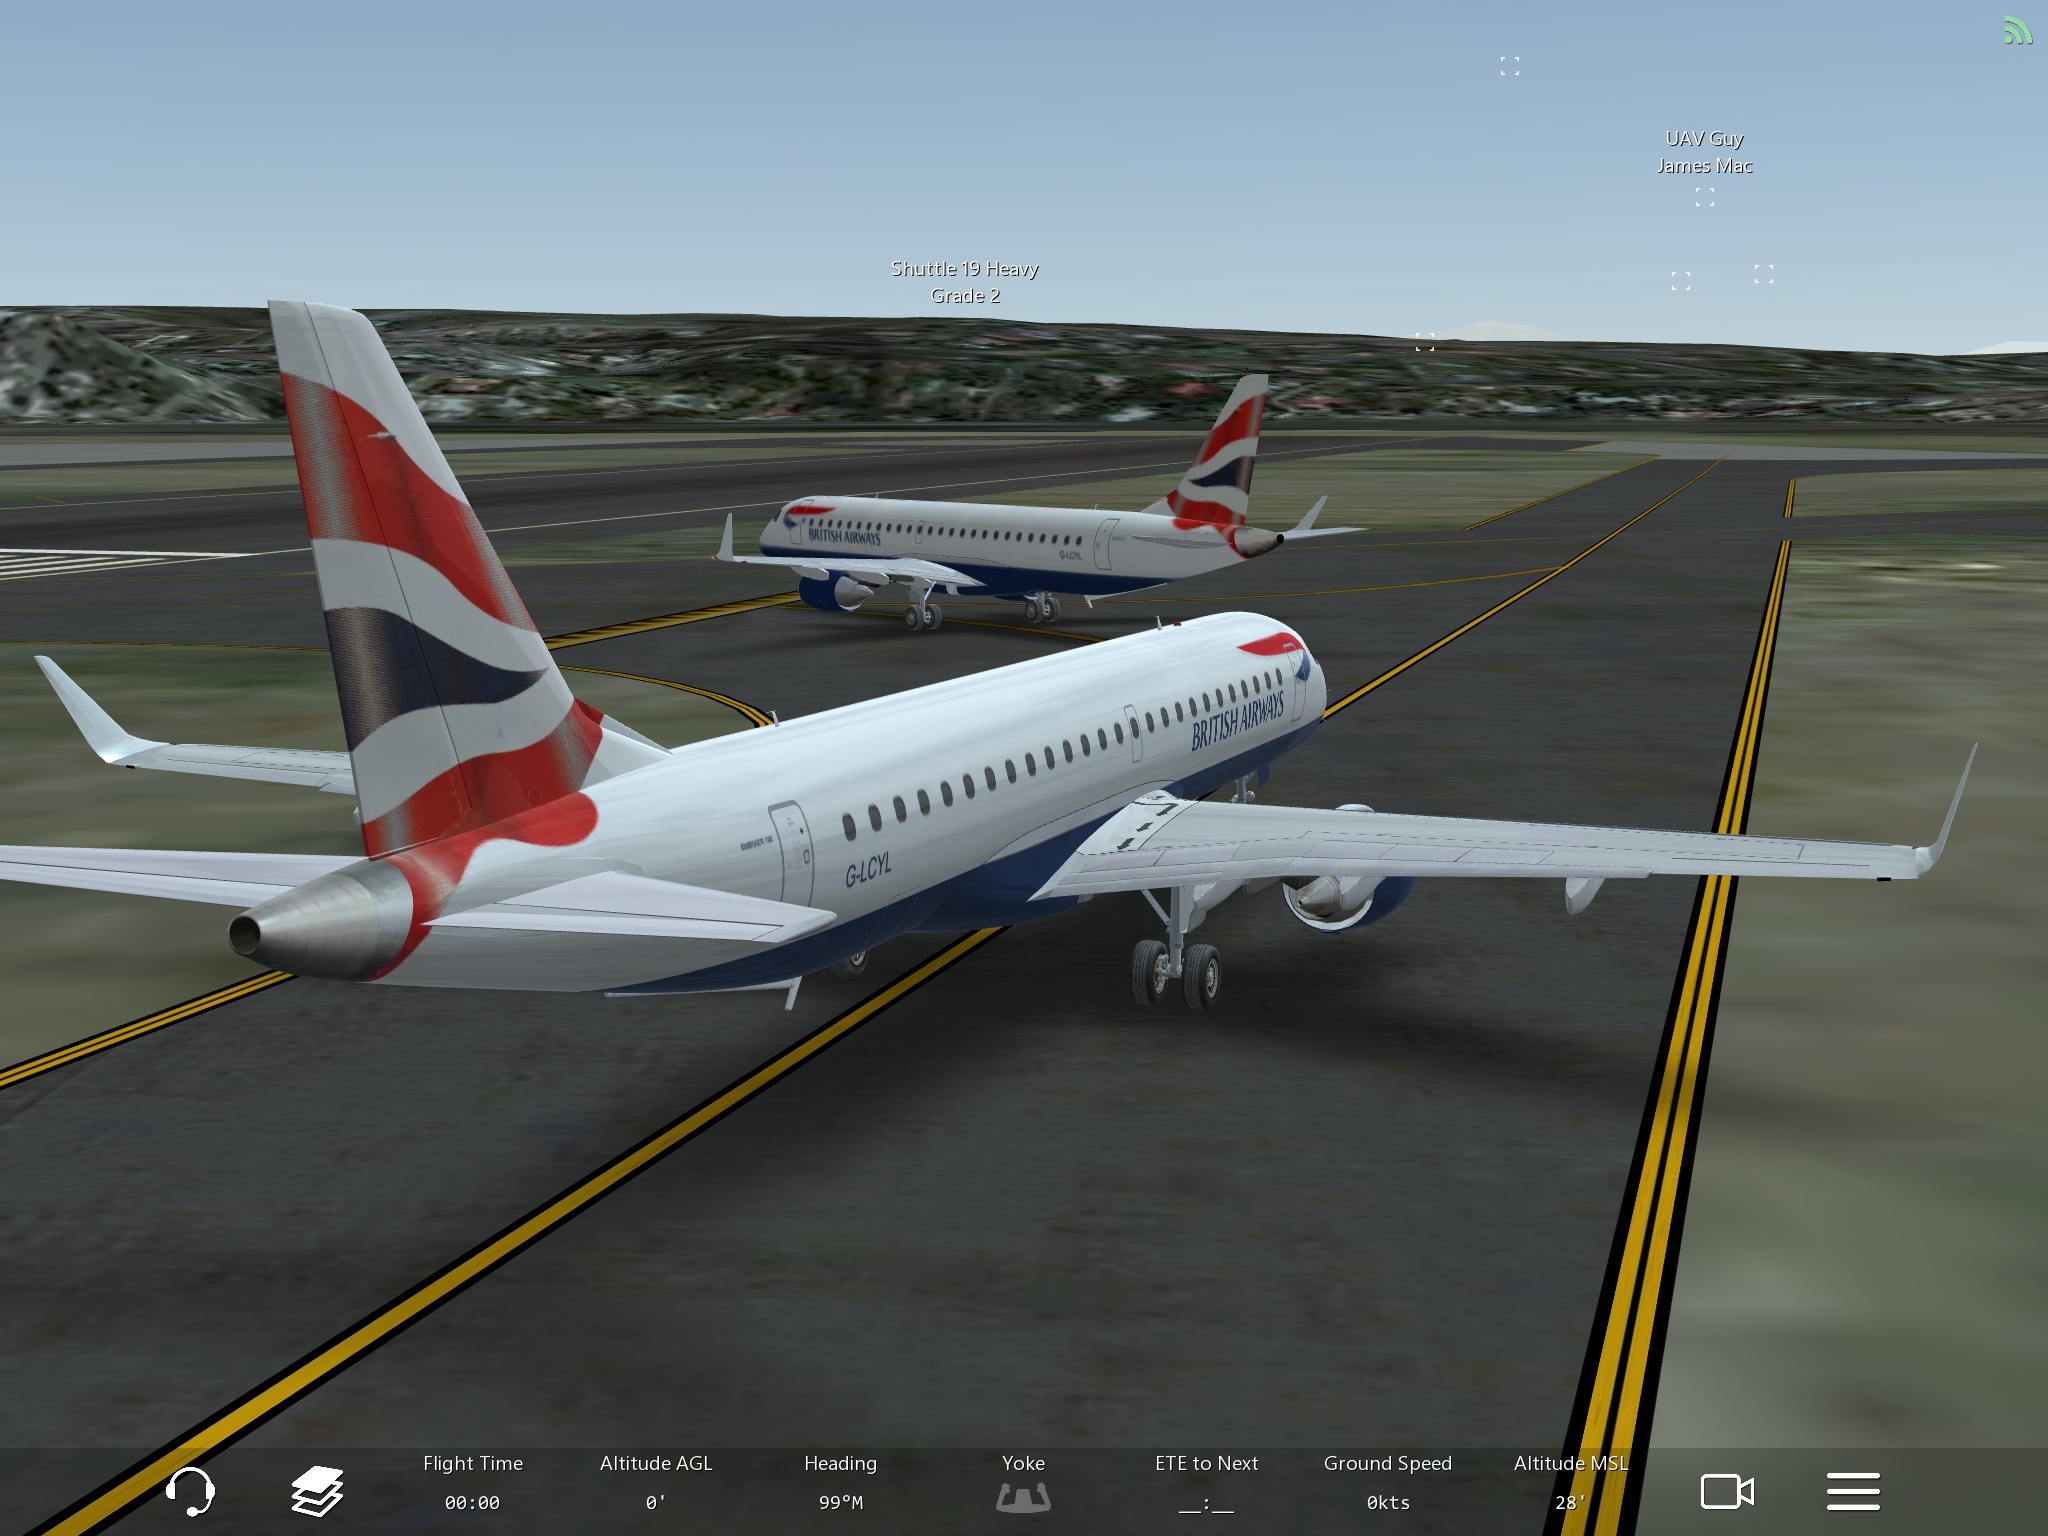 UAV Guy
James Mac
Shuttle 19 Heavy
Grade 2
BRITISH AIRWAYS
G-LCYL
BRITISH AIRWAYS
G-LCYL
Flight Time
00:00
Altitude AGL
0'
Heading
99°M
Yoke
ETE to Next
__:__
Ground Speed
0kts
Altitude MSL
28'